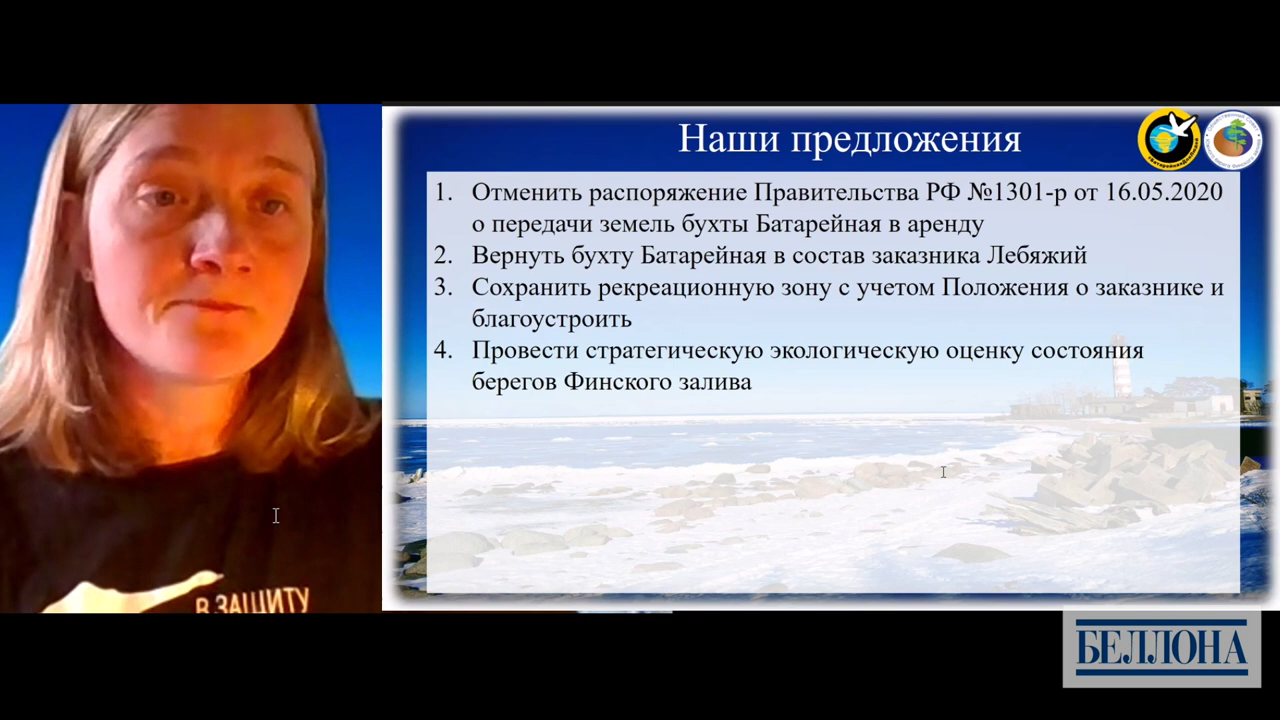 Наши предложения
1. Отменить распоряжение Правительства РФ №1301-р от 16.05.2020
о передачи земель бухты Батарейная в аренду
2. Вернуть бухту Батарейная в состав заказника Лебяжий
3. Сохранить рекреационную зону с учетом Положения о заказнике и
благоустроить
4. Провести стратегическую экологическую оценку состояния
берегов Финского залива
В ЗАЩИТУ
БЕЛЛОНА